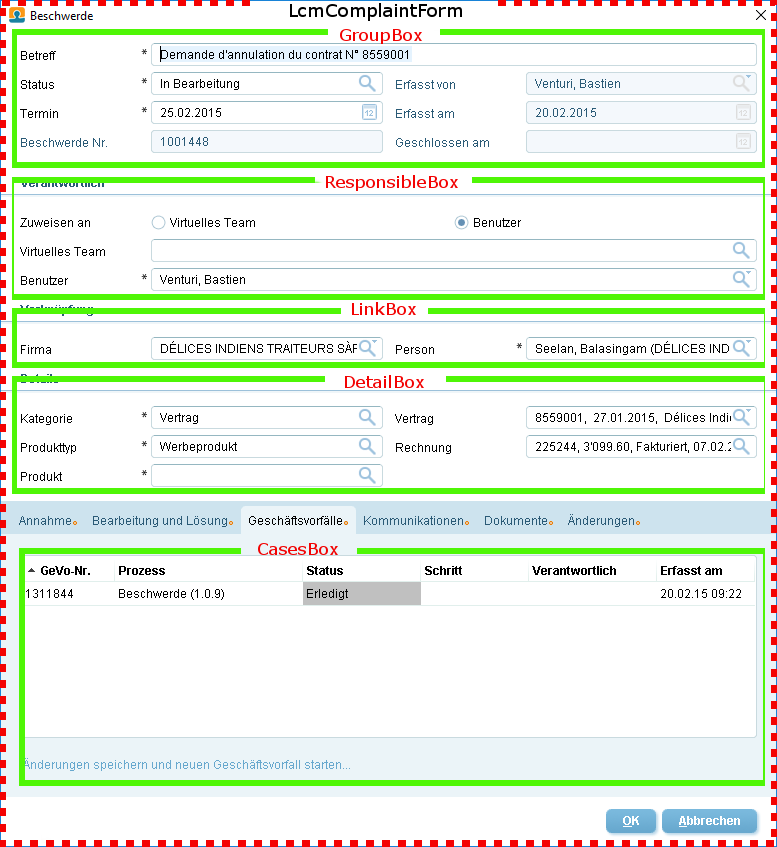 LcmComplaintForm
Beschwerde
GroupBox
Betreff * Demande d'annulation du contrat N° 8559001
Status * In Bearbeitung Erfasst von Venturi, Bastien
Termin * 25.02.2015 12 Erfasst am 20.02.2015 12
Beschwerde Nr. 1001448 Geschlossen am 12
ResponsibleBox
Verantwortlich
Zuweisen an Virtuelles Team Benutzer
Virtuelles Team
Benutzer * Venturi, Bastien
LinkBox
Verknüpfung
Firma DÉLICES INDIENS TRAITEURS SÀR Person * Seelan, Balasingam (DÉLICES IND
DetailBox
Details
Kategorie * Vertrag Vertrag 8559001, 27.01.2015, Délices Indi
Produkttyp * Werbeprodukt Rechnung 225244, 3'099.60, Fakturiert, 07.02.2
Produkt *
Annahme Bearbeitung und Lösung Geschäftsvorfälle Kommunikationen Dokumente Änderungen
CasesBox
GeVo-Nr. Prozess Status Schritt Verantwortlich Erfasst am
1311844 Beschwerde (1.0.9) Erledigt 20.02.15 09:22
Änderungen speichern und neuen Geschäftsvorfall starten...
OK Abbrechen